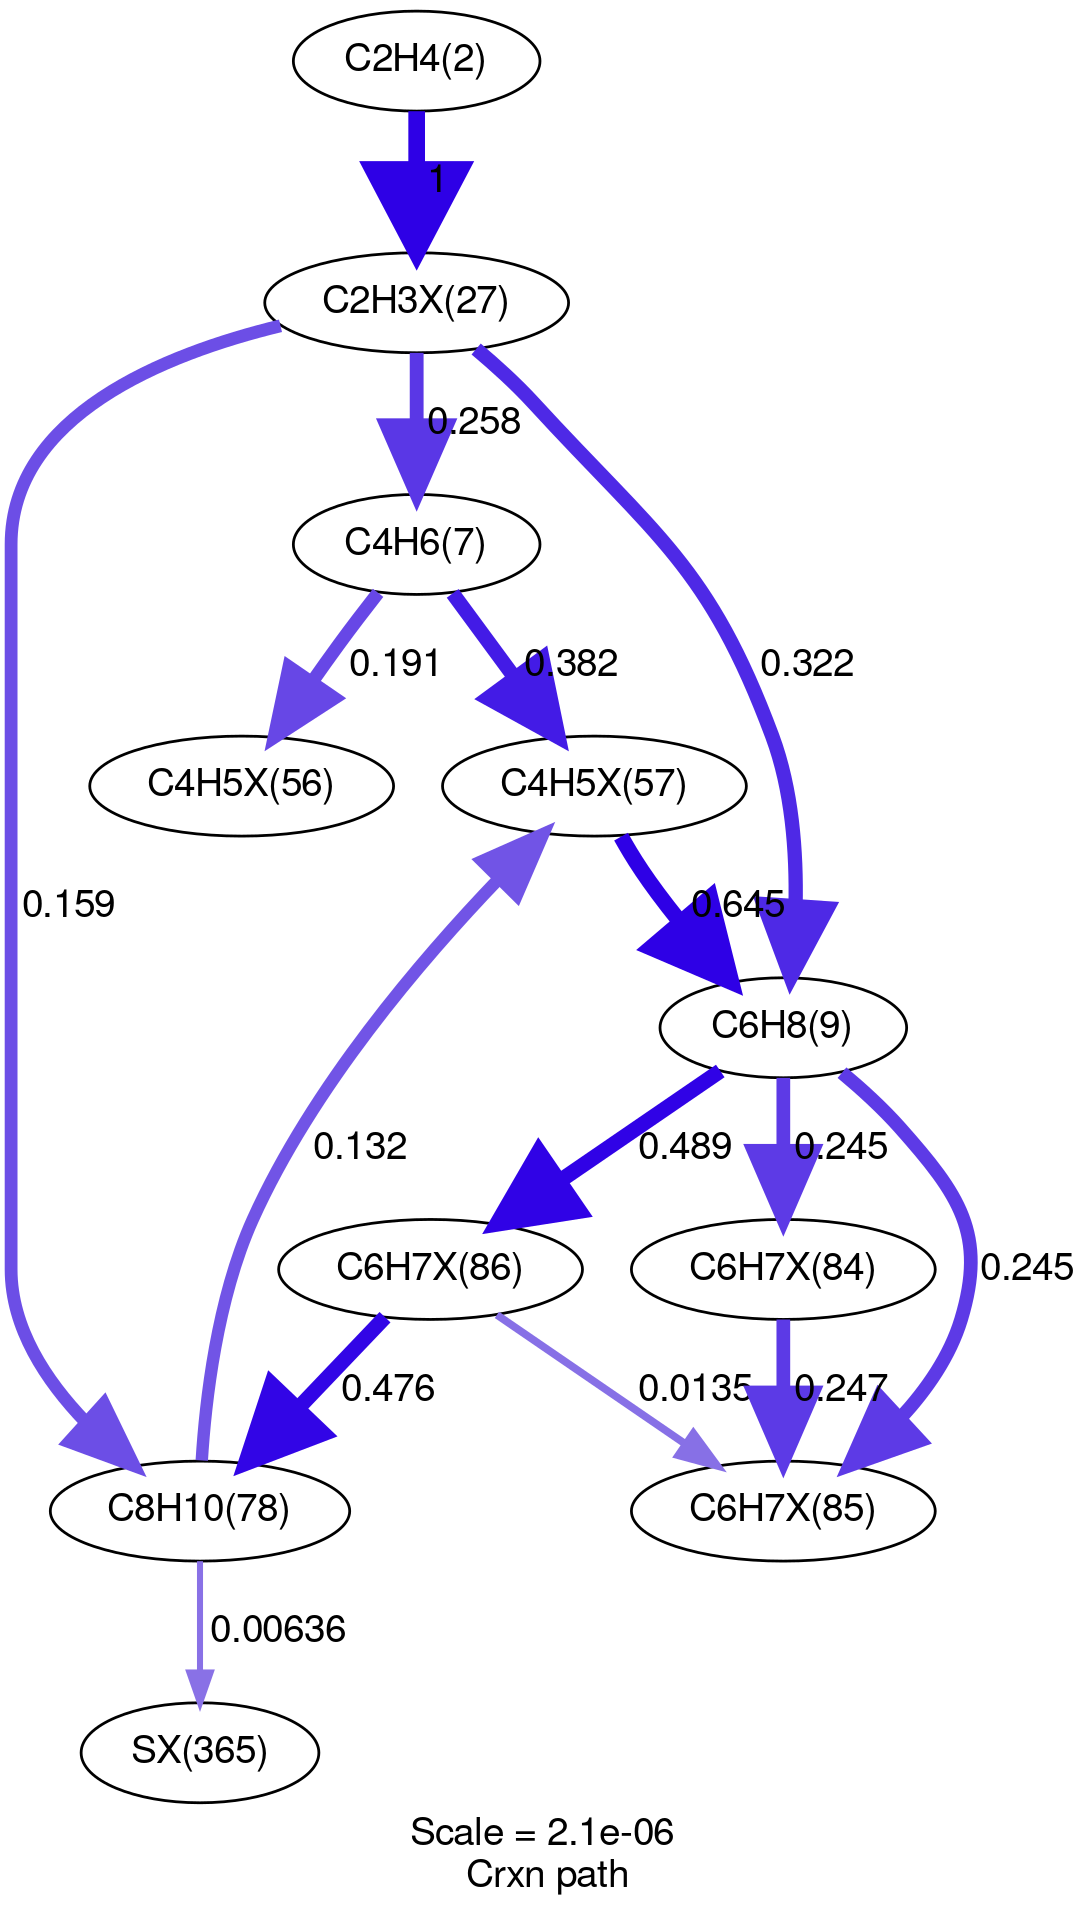 C2H4(2)
1
C2H3X(27)
0.258
C4H6(7)
0.191
0.382
0.322
C4H5X(56)
C4H5X(57)
0.159
0.645
C6H8(9)
0.132
0.489
0.245
C6H7X(86)
C6H7X(84)
0.245
0.476
0.0135
0.247
C8H10(78)
C6H7X(85)
0.00636
SX(365)
Scale = 2.1e-06
Crxn path